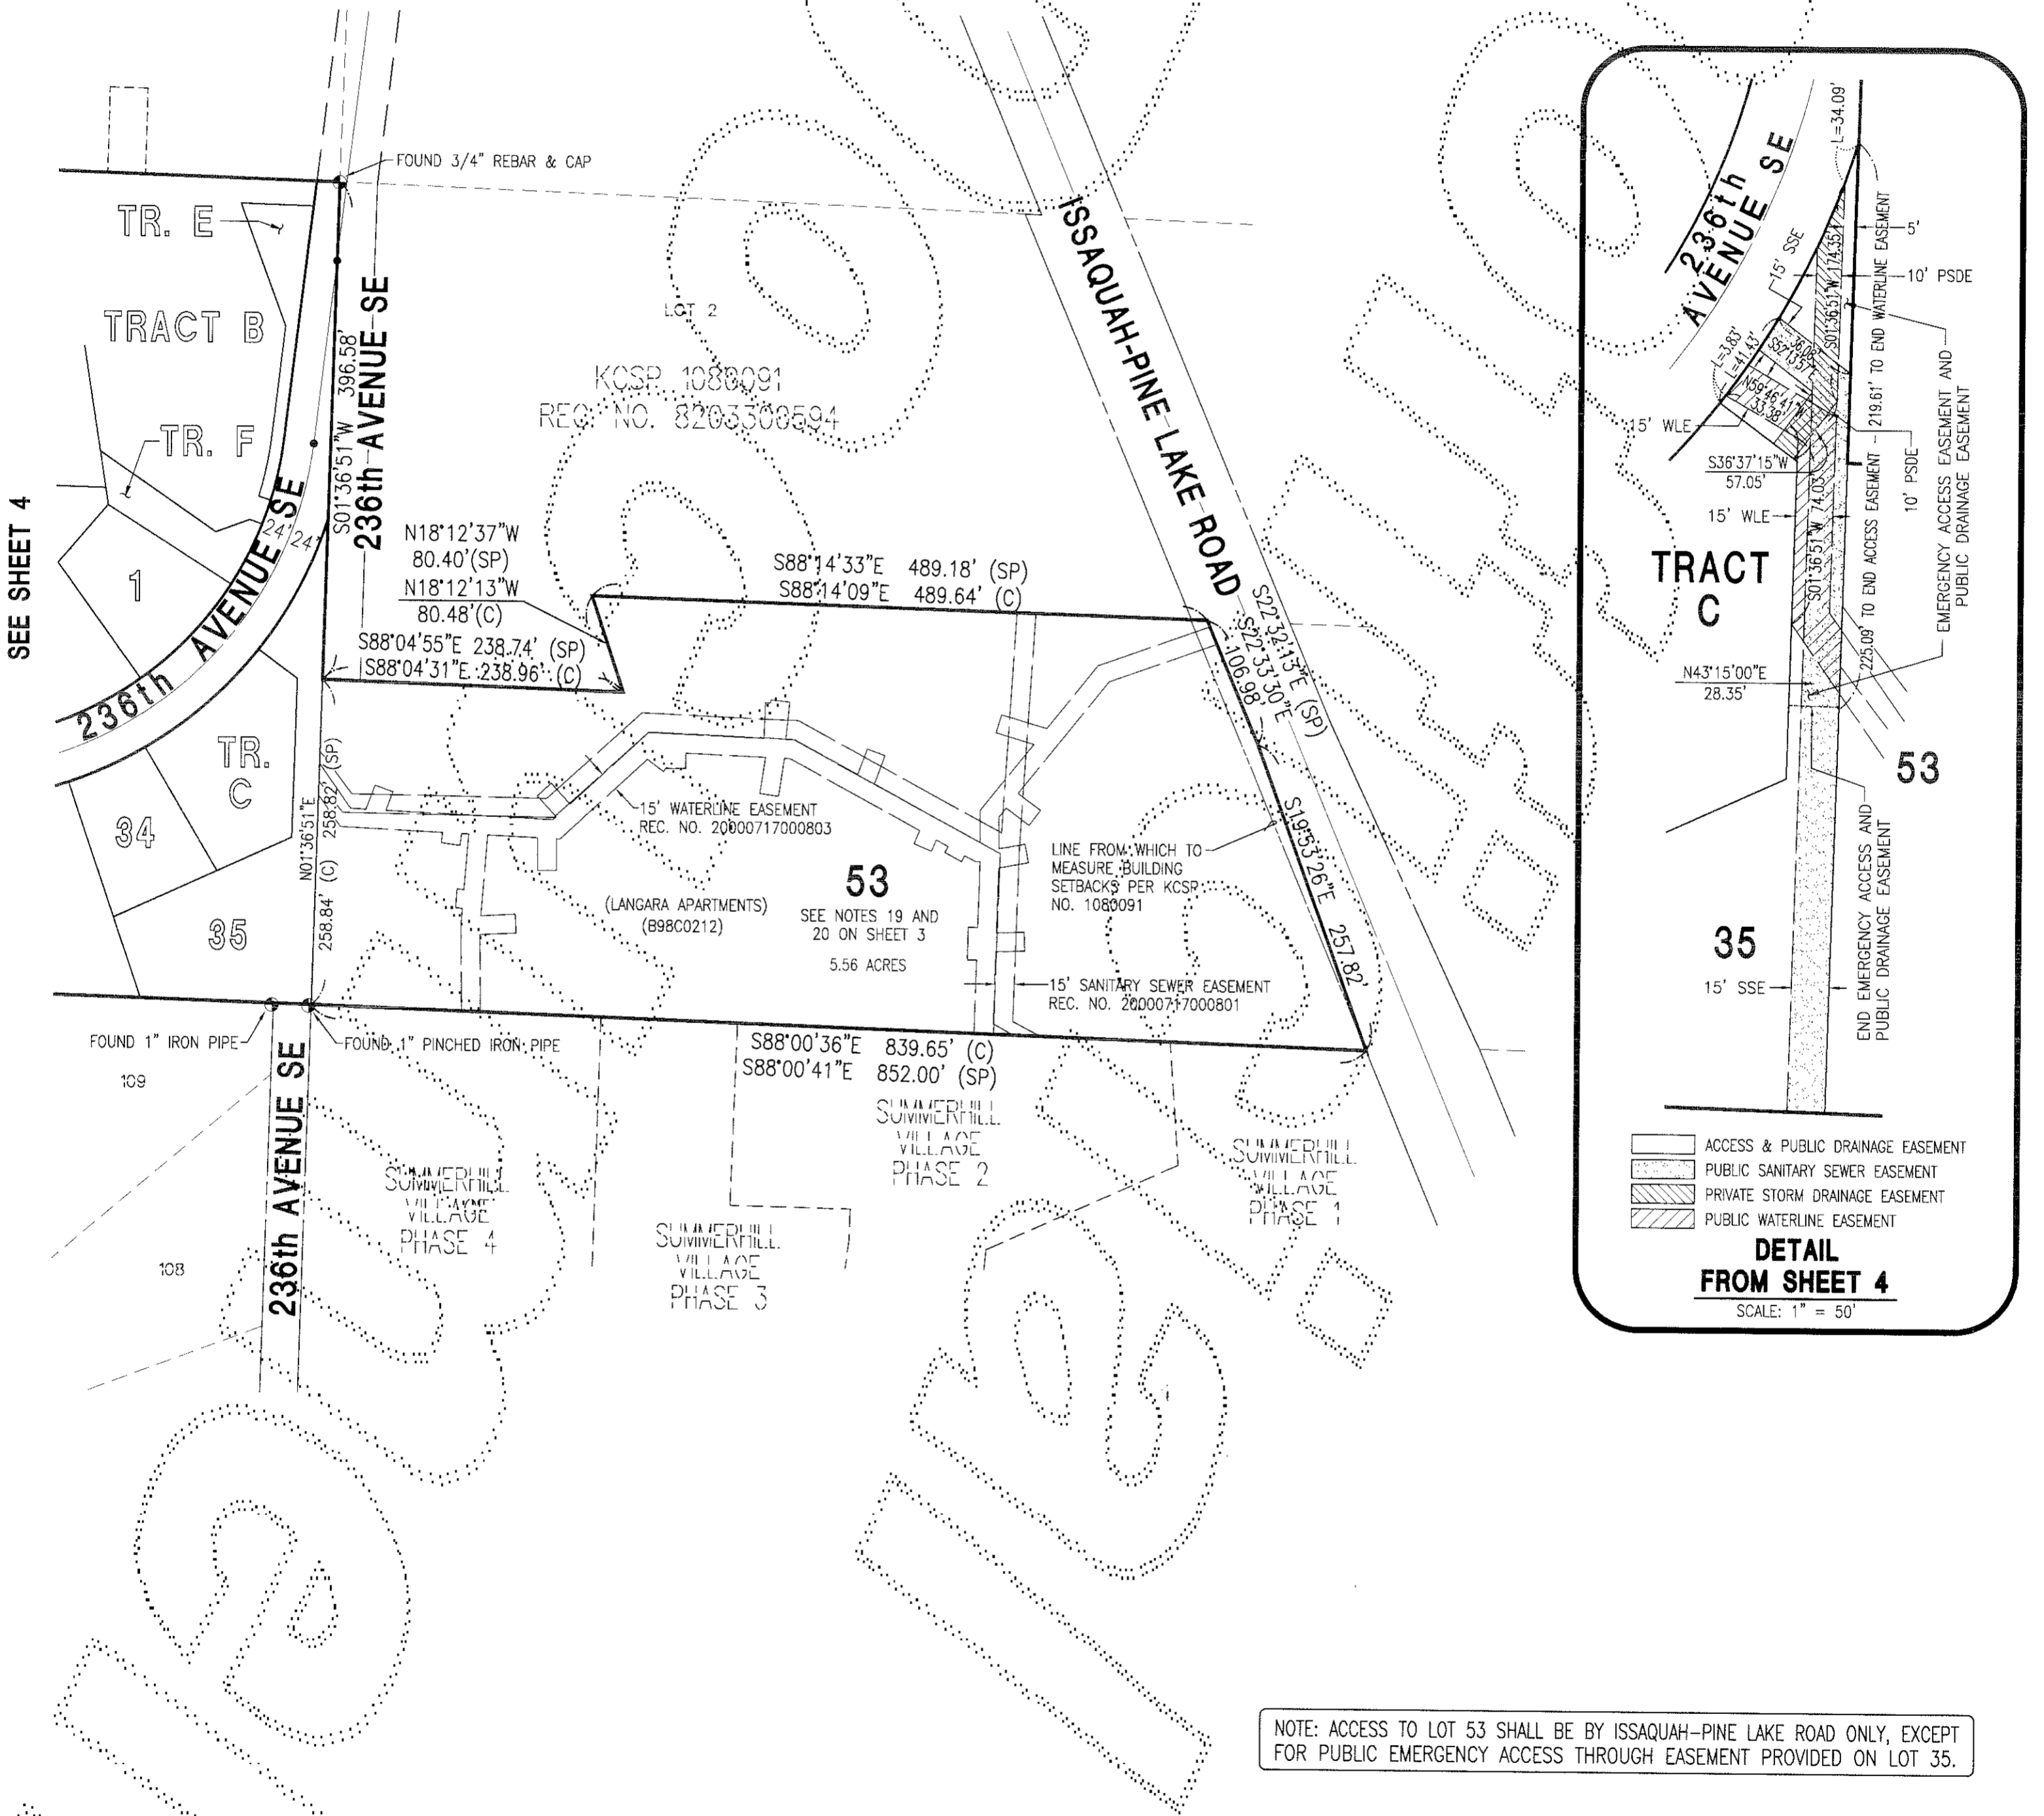 SEE SHEET 4
FOUND 3/4" REBAR & CAP
TR. E
TRACT B
TR. F
1
24' 24'
236th AVENUE SE
S01°36'51"W 396.58'
236th AVENUE SE
LOT 2
KCSP 1080091
REC. NO. 8203300594
ISSAQUAH-PINE LAKE ROAD
N18°12'37"W
80.40'(SP)
N18°12'13"W
80.48'(C)
S88°04'55"E 238.74' (SP)
S88°04'31"E 238.96' (C)
S88°14'33"E 489.18' (SP)
S88°14'09"E 489.64' (C)
S22°32'13"E (SP)
S22°33'30"E
106.98'
S19°53'26"E 257.82'
TR.
C
34
35
N01°36'51"E
258.82' (SP)
258.84' (C)
15' WATERLINE EASEMENT
REC. NO. 20000717000803
(LANGARA APARTMENTS)
(B98C0212)
53
SEE NOTES 19 AND
20 ON SHEET 3
5.56 ACRES
LINE FROM WHICH TO
MEASURE BUILDING
SETBACKS PER KCSP
NO. 1080091
15' SANITARY SEWER EASEMENT
REC. NO. 20000717000801
FOUND 1" IRON PIPE
FOUND 1" PINCHED IRON PIPE
S88°00'36"E 839.65' (C)
S88°00'41"E 852.00' (SP)
109
108
236th AVENUE SE
SUMMERHILL
VILLAGE
PHASE 4
SUMMERHILL
VILLAGE
PHASE 3
SUMMERHILL
VILLAGE
PHASE 2
SUMMERHILL
VILLAGE
PHASE 1
236th
AVENUE SE
L=34.09'
15' SSE
5'
10' PSDE
S01°36'51"W 174.35'
L=3.83'
L=41.43'
36.08'
N59°46'41"W
33.38'
15' WLE
S36°37'15"W
57.05'
15' WLE
S01°36'51"W 74.03'
10' PSDE
225.09' TO END ACCESS EASEMENT - 219.61' TO END WATERLINE EASEMENT
EMERGENCY ACCESS EASEMENT AND
PUBLIC DRAINAGE EASEMENT
TRACT
C
N43°15'00"E
28.35'
53
35
15' SSE
END EMERGENCY ACCESS AND
PUBLIC DRAINAGE EASEMENT
ACCESS & PUBLIC DRAINAGE EASEMENT
PUBLIC SANITARY SEWER EASEMENT
PRIVATE STORM DRAINAGE EASEMENT
PUBLIC WATERLINE EASEMENT
DETAIL
FROM SHEET 4
SCALE: 1" = 50'
NOTE: ACCESS TO LOT 53 SHALL BE BY ISSAQUAH-PINE LAKE ROAD ONLY, EXCEPT
FOR PUBLIC EMERGENCY ACCESS THROUGH EASEMENT PROVIDED ON LOT 35.